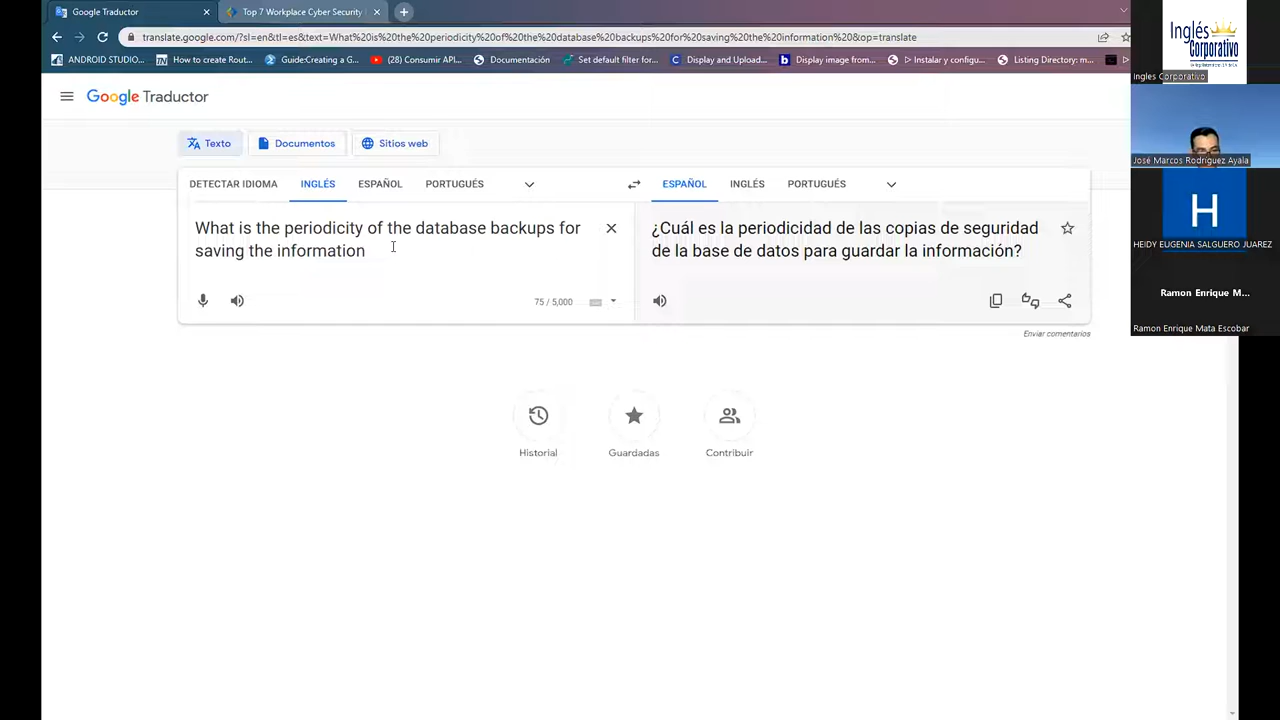 Google Traductor
Top 7 Workplace Cyber Security
translate.google.com/?sl=en&tl=es&text=What%20is%20the%20periodicity%20of%20the%20database%20backups%20for%20saving%20the%20information%20&op=translate
ANDROID STUDIO...
How to create Rout...
Guide:Creating a G...
(28) Consumir API...
Documentación
Set default filter for...
Display and Upload...
Display image from...
▷ Instalar y configu...
Listing Directory: m...
Google Traductor
Texto
Documentos
Sitios web
DETECTAR IDIOMA
INGLÉS
ESPAÑOL
PORTUGUÉS
ESPAÑOL
INGLÉS
PORTUGUÉS
What is the periodicity of the database backups for
saving the information
75 / 5,000
¿Cuál es la periodicidad de las copias de seguridad
de la base de datos para guardar la información?
Enviar comentarios
Historial
Guardadas
Contribuir
Inglés
Corporativo
Ingles Corporativo
José Marcos Rodríguez Ayala
H
HEIDY EUGENIA SALGUERO JUAREZ
Ramon Enrique M...
Ramon Enrique Mata Escobar